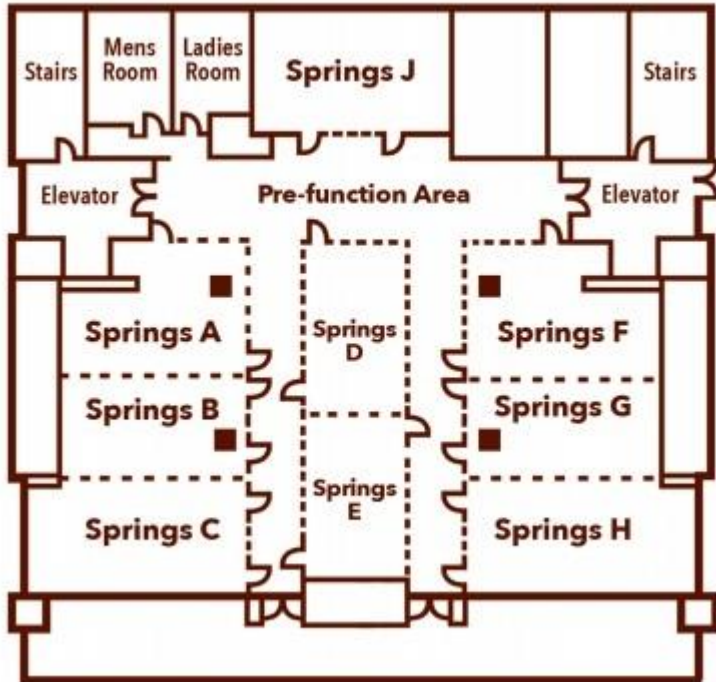 Stairs
Mens
Room
Ladies
Room
Springs J
Stairs
Elevator
Pre-function Area
Elevator
Springs A
Springs
D
Springs F
Springs B
Springs G
Springs C
Springs
E
Springs H